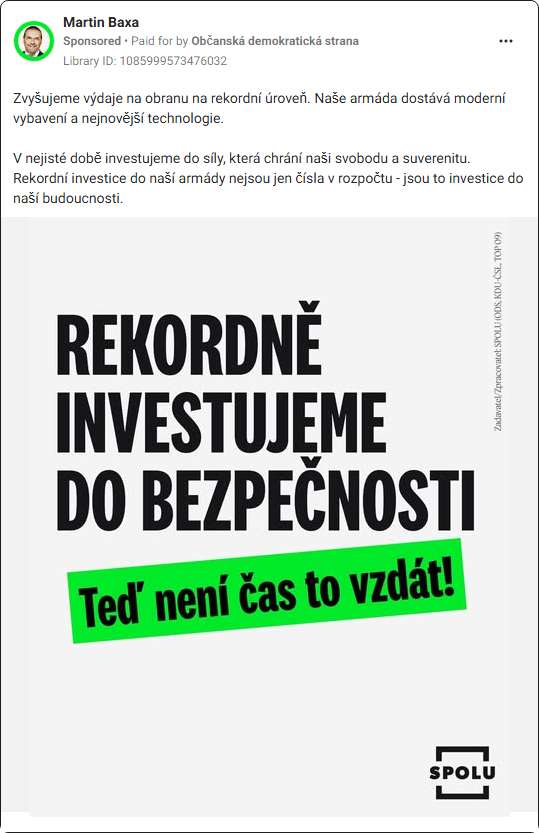 Martin Baxa
Sponsored • Paid for by Občanská demokratická strana
Library ID: 1085999573476032
Zvyšujeme výdaje na obranu na rekordní úroveň. Naše armáda dostává moderní
vybavení a nejnovější technologie.
V nejisté době investujeme do síly, která chrání naši svobodu a suverenitu.
Rekordní investice do naší armády nejsou jen čísla v rozpočtu - jsou to investice do
naší budoucnosti.
Zadavatel/Zpracovatel: SPOLU (ODS, KDU-ČSL, TOP 09)
REKORDNĚ
INVESTUJEME
DO BEZPEČNOSTI
Teď není čas to vzdát!
SPOLU